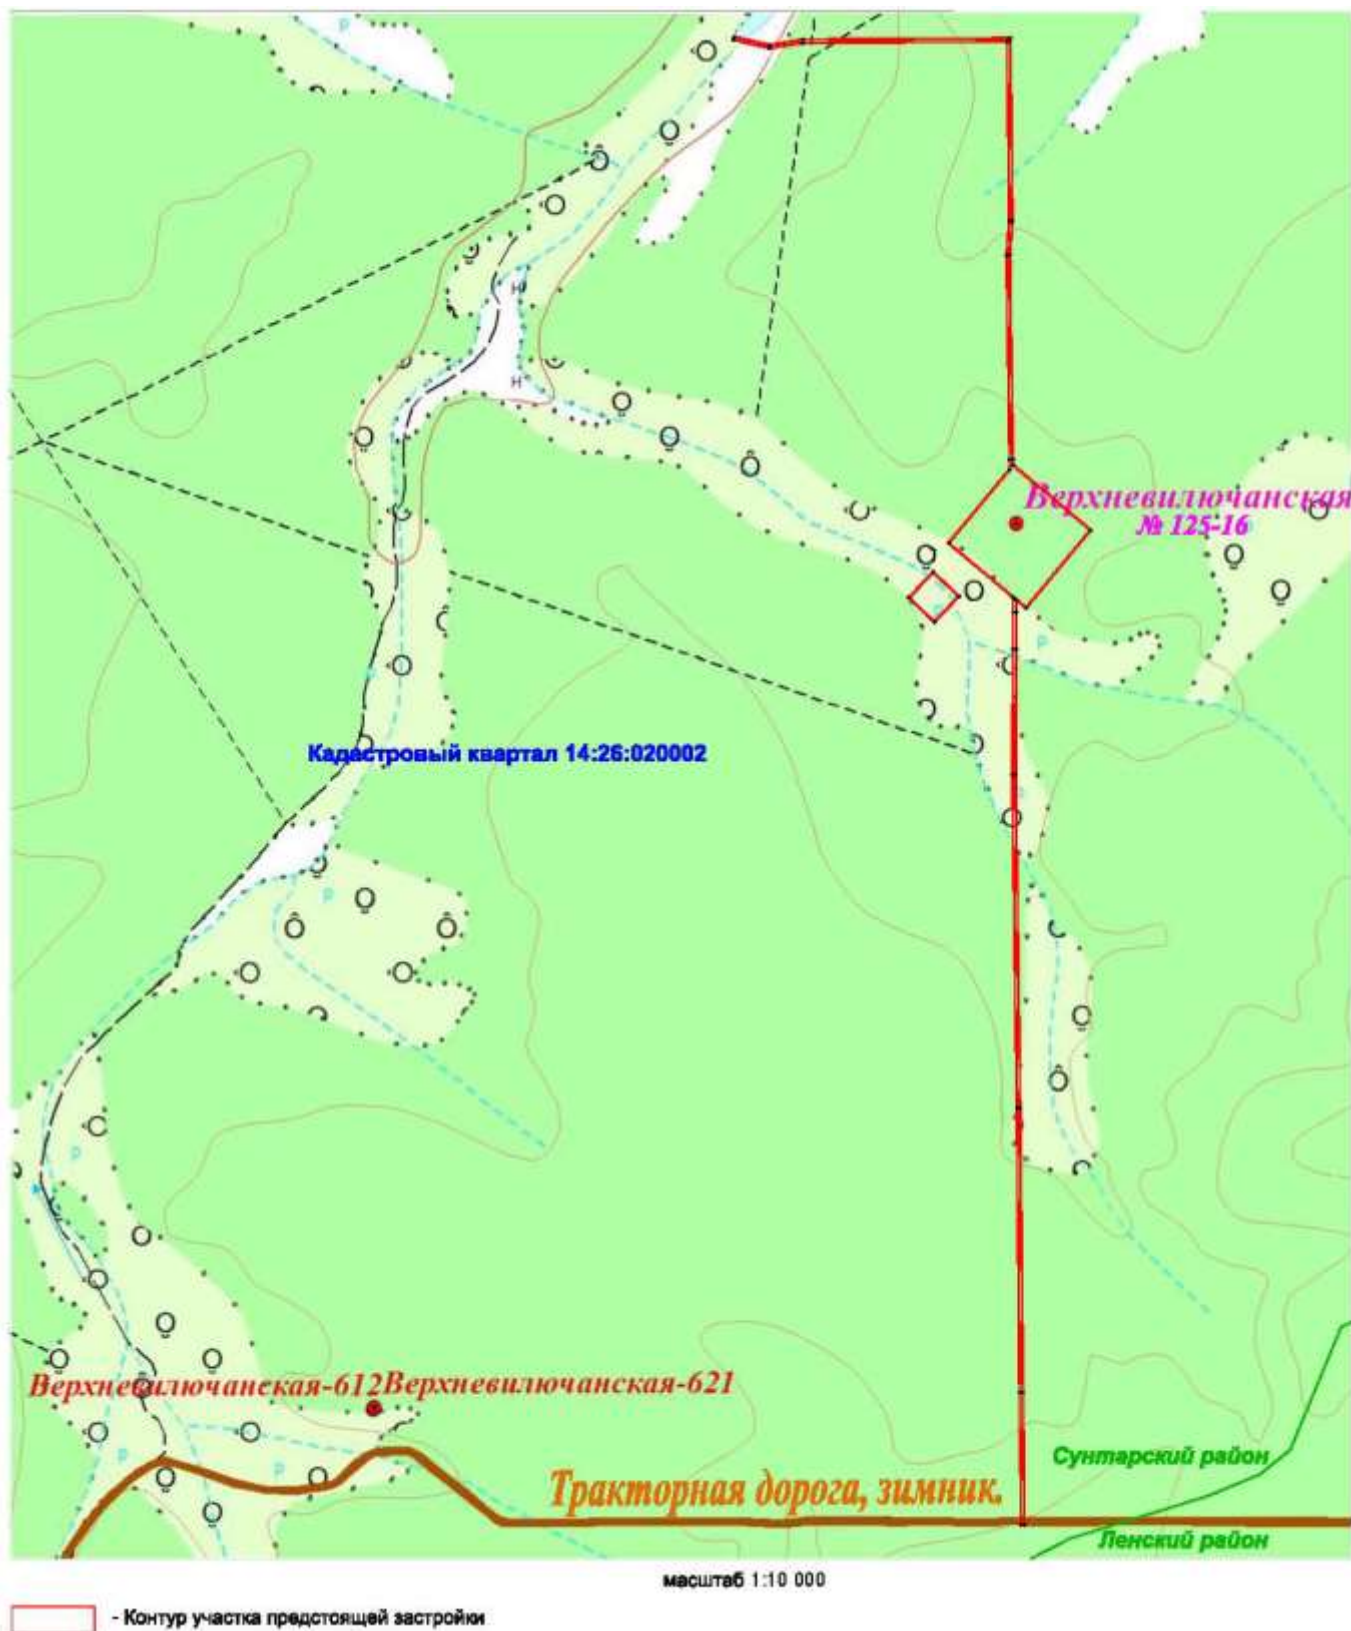 Р
Н
Н
Верхневилючанская
№ 125-16
Р
Р
Р
Кадастровый квартал 14:26:020002
Р
Р
Р
Верхневилючанская-612 Верхневилючанская-621
Сунтарский район
Р
Р
Тракторная дорога, зимник.
Ленский район
масштаб 1:10 000
- Контур участка предстоящей застройки